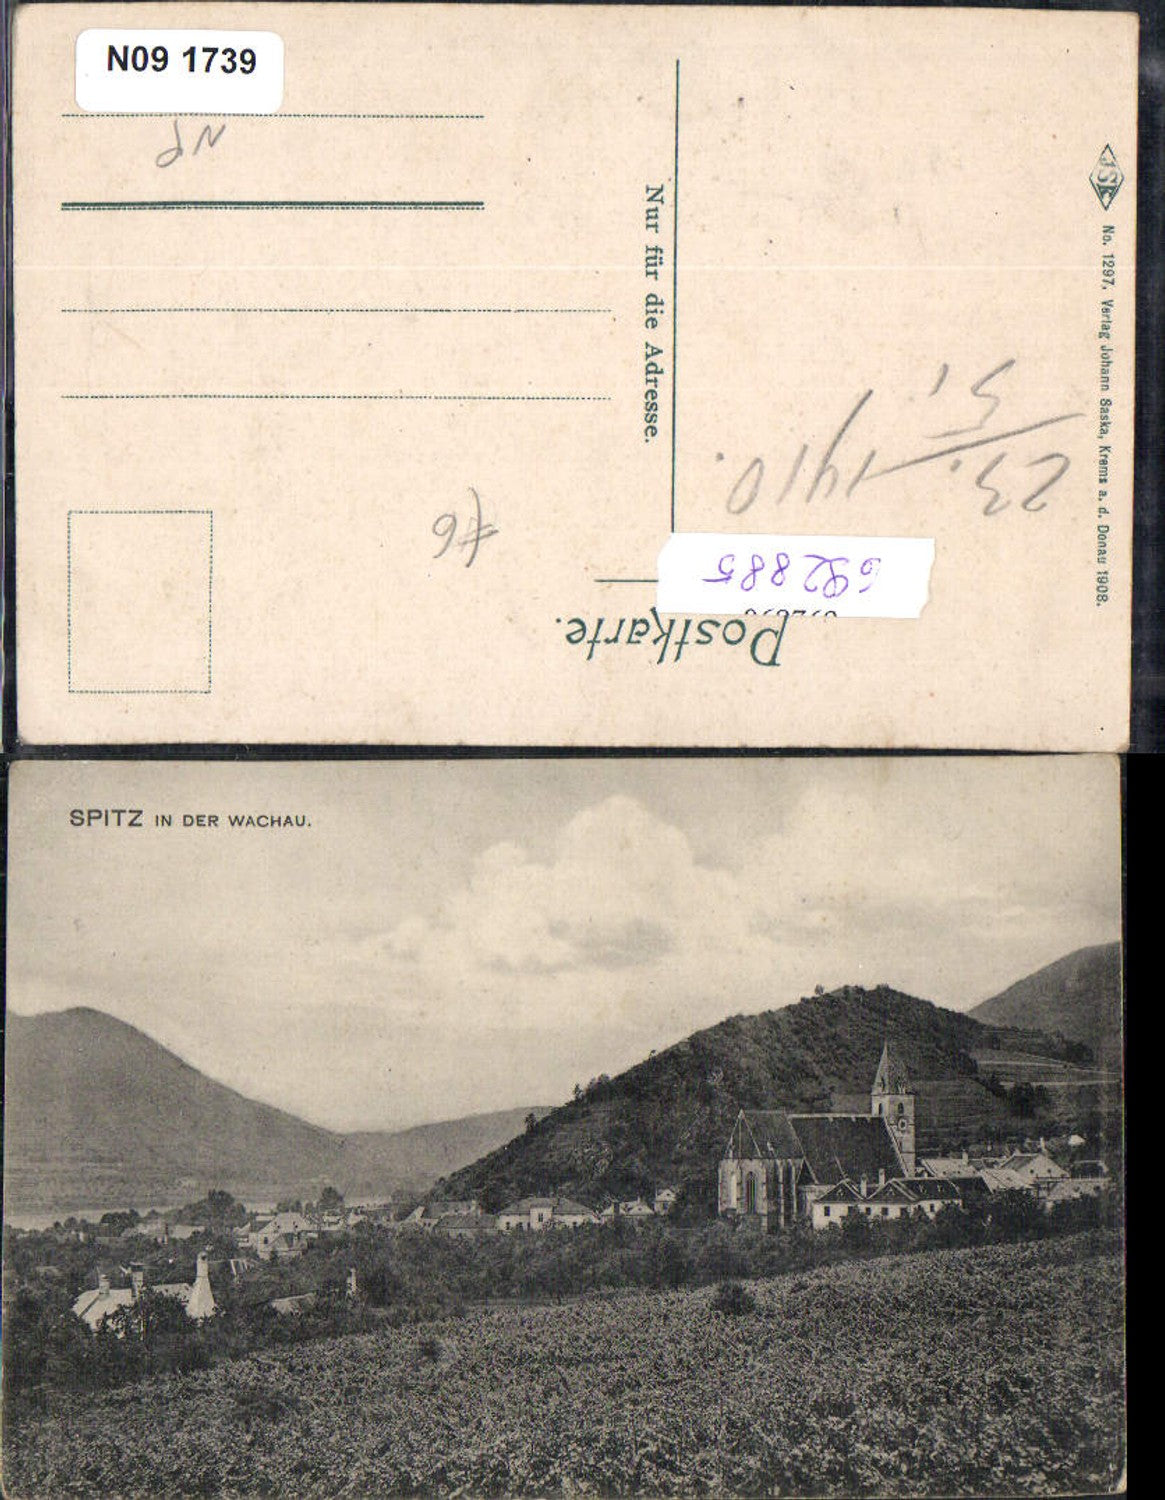 N09 1739
NP
Nur für die Adresse.
JSK
No. 1297. Verlag Johann Saska, Krems a. d. Donau 1908.
23. 5. 1910.
692885
Postkarte.
SPITZ IN DER WACHAU.